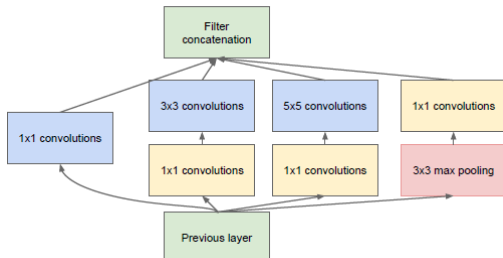 Filter
concatenation
3x3 convolutions
5x5 convolutions
1x1 convolutions
1x1 convolutions
1x1 convolutions
1x1 convolutions
3x3 max pooling
Previous layer